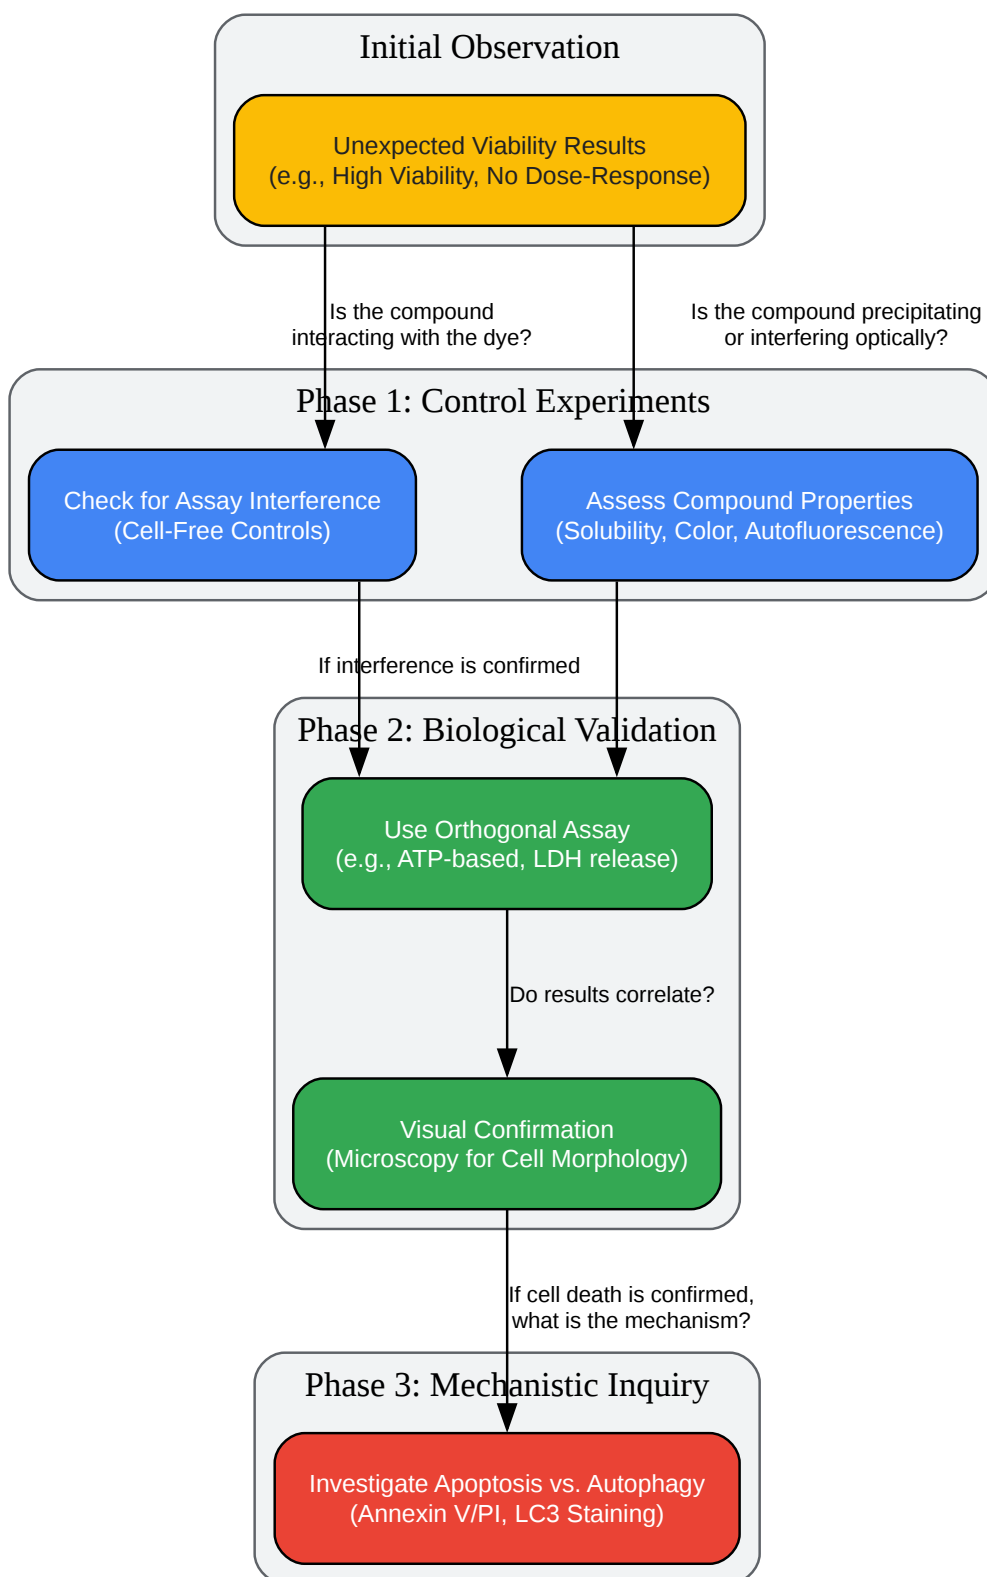 Initial Observation
Unexpected Viability Results
(e.g., High Viability, No Dose-Response)
Is the compound
interacting with the dye?
Is the compound precipitating
or interfering optically?
Phase 1: Control Experiments
Check for Assay Interference
(Cell-Free Controls)
Assess Compound Properties
(Solubility, Color, Autofluorescence)
If interference is confirmed
Phase 2: Biological Validation
Use Orthogonal Assay
(e.g., ATP-based, LDH release)
Do results correlate?
Visual Confirmation
(Microscopy for Cell Morphology)
If cell death is confirmed,
what is the mechanism?
Phase 3: Mechanistic Inquiry
Investigate Apoptosis vs. Autophagy
(Annexin V/PI, LC3 Staining)